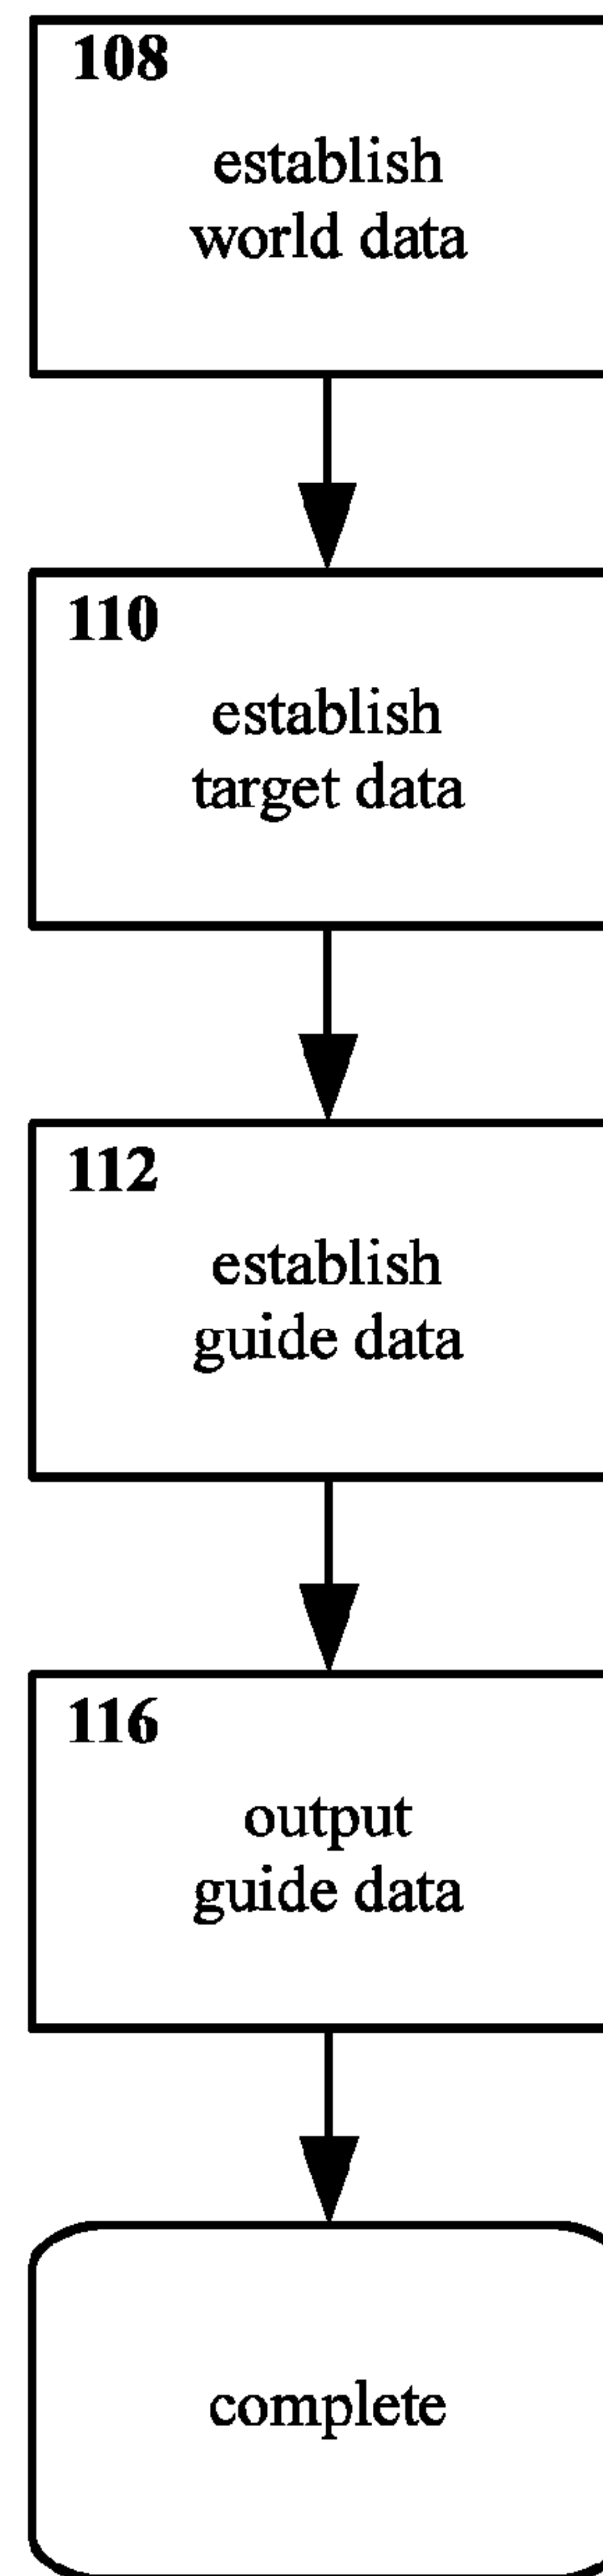 108
establish
world data
110
establish
target data
112
establish
guide data
116
output
guide data
complete